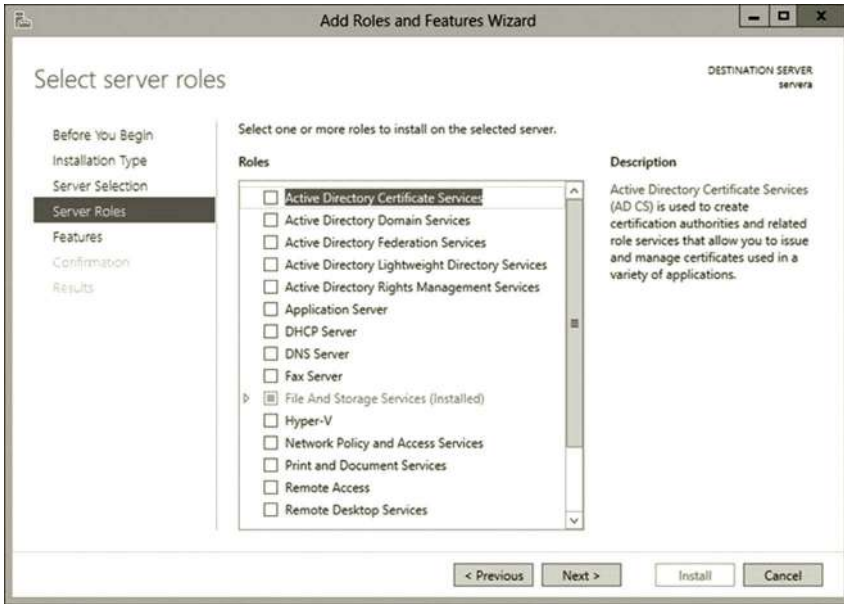 Add Roles and Features Wizard
Select server roles
DESTINATION SERVER
servera
Before You Begin
Installation Type
Server Selection
Server Roles
Features
Confirmation
Results
Select one or more roles to install on the selected server.
Roles
Active Directory Certificate Services
Active Directory Domain Services
Active Directory Federation Services
Active Directory Lightweight Directory Services
Active Directory Rights Management Services
Application Server
DHCP Server
DNS Server
Fax Server
File And Storage Services (Installed)
Hyper-V
Network Policy and Access Services
Print and Document Services
Remote Access
Remote Desktop Services
Description
Active Directory Certificate Services
(AD CS) is used to create
certification authorities and related
role services that allow you to issue
and manage certificates used in a
variety of applications.
< Previous
Next >
Install
Cancel